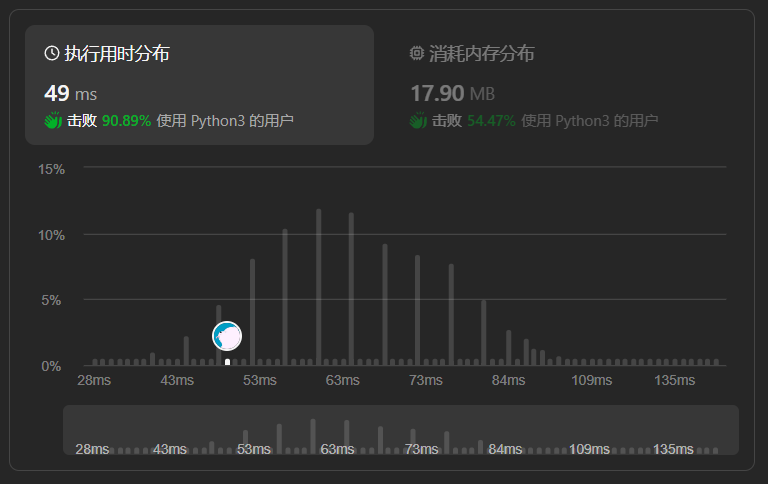 执行用时分布
49 ms
击败 90.89% 使用 Python3 的用户
消耗内存分布
17.90 MB
击败 54.47% 使用 Python3 的用户
15%
10%
5%
0%
28ms 43ms 53ms 63ms 73ms 84ms 109ms 135ms
28ms 43ms 53ms 63ms 73ms 84ms 109ms 135ms